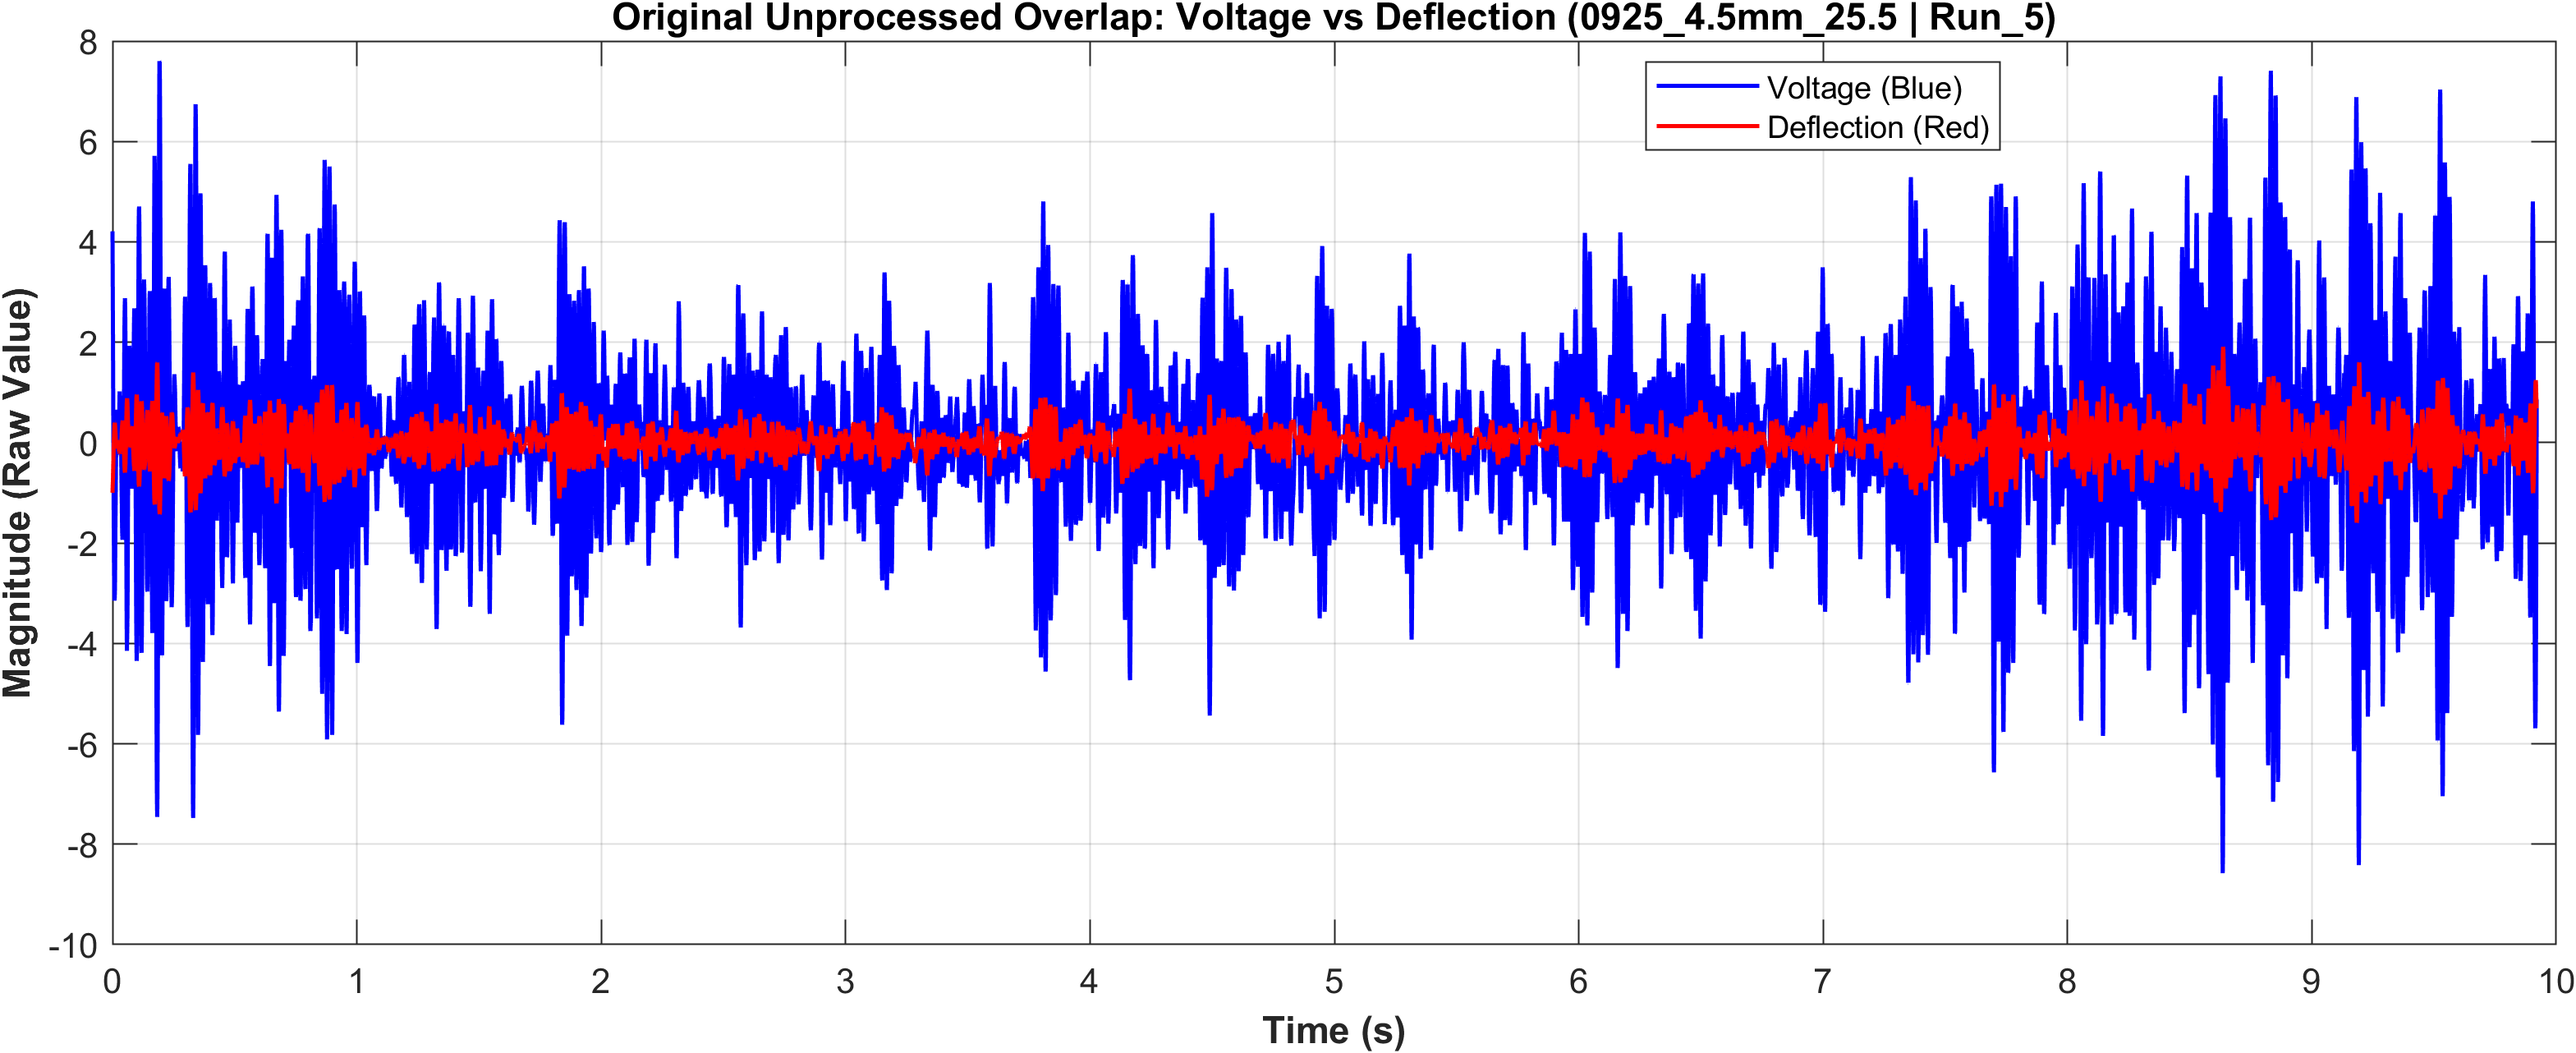 Original Unprocessed Overlap: Voltage vs Deflection (0925_4.5mm_25.5 | Run_5)
Voltage (Blue)
Deflection (Red)
Magnitude (Raw Value)
8
6
4
2
0
-2
-4
-6
-8
-10
0 1 2 3 4 5 6 7 8 9 10
Time (s)